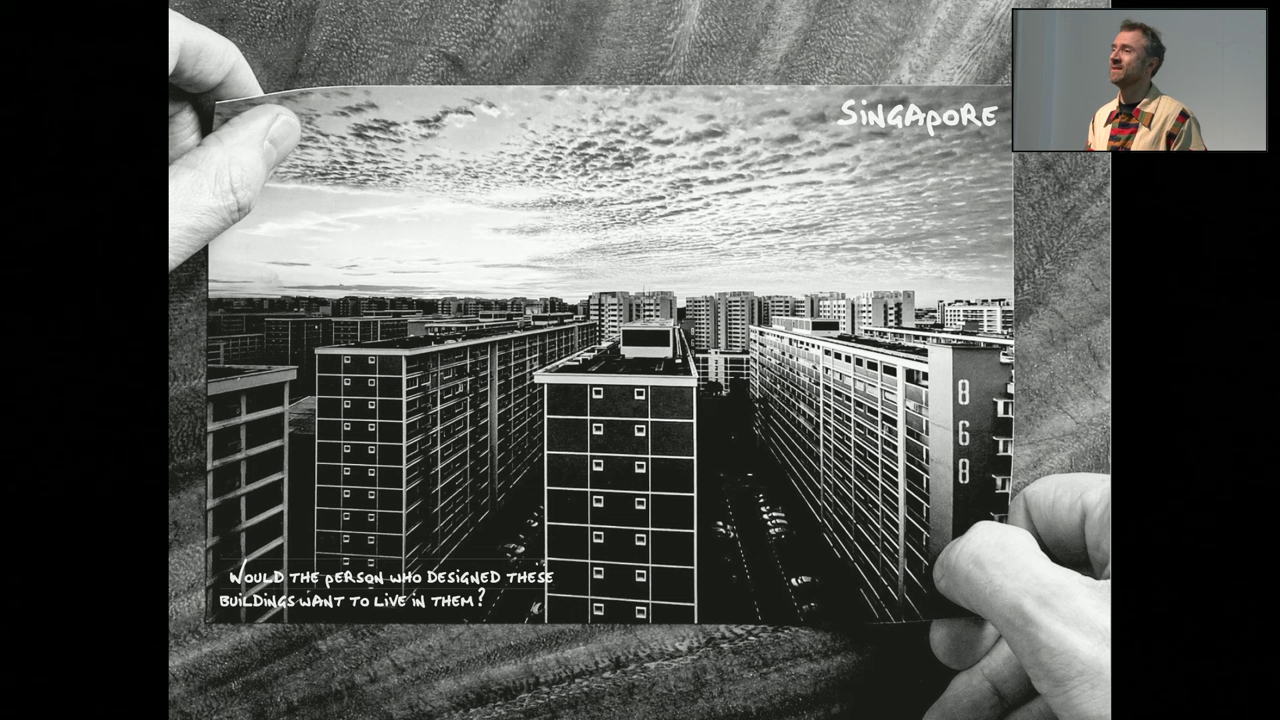 SiNGApORE
868
WOULD THE pERSON WHO DESiGNED THESE
BUiLDiNGS WANT TO LiVE iN THEM?